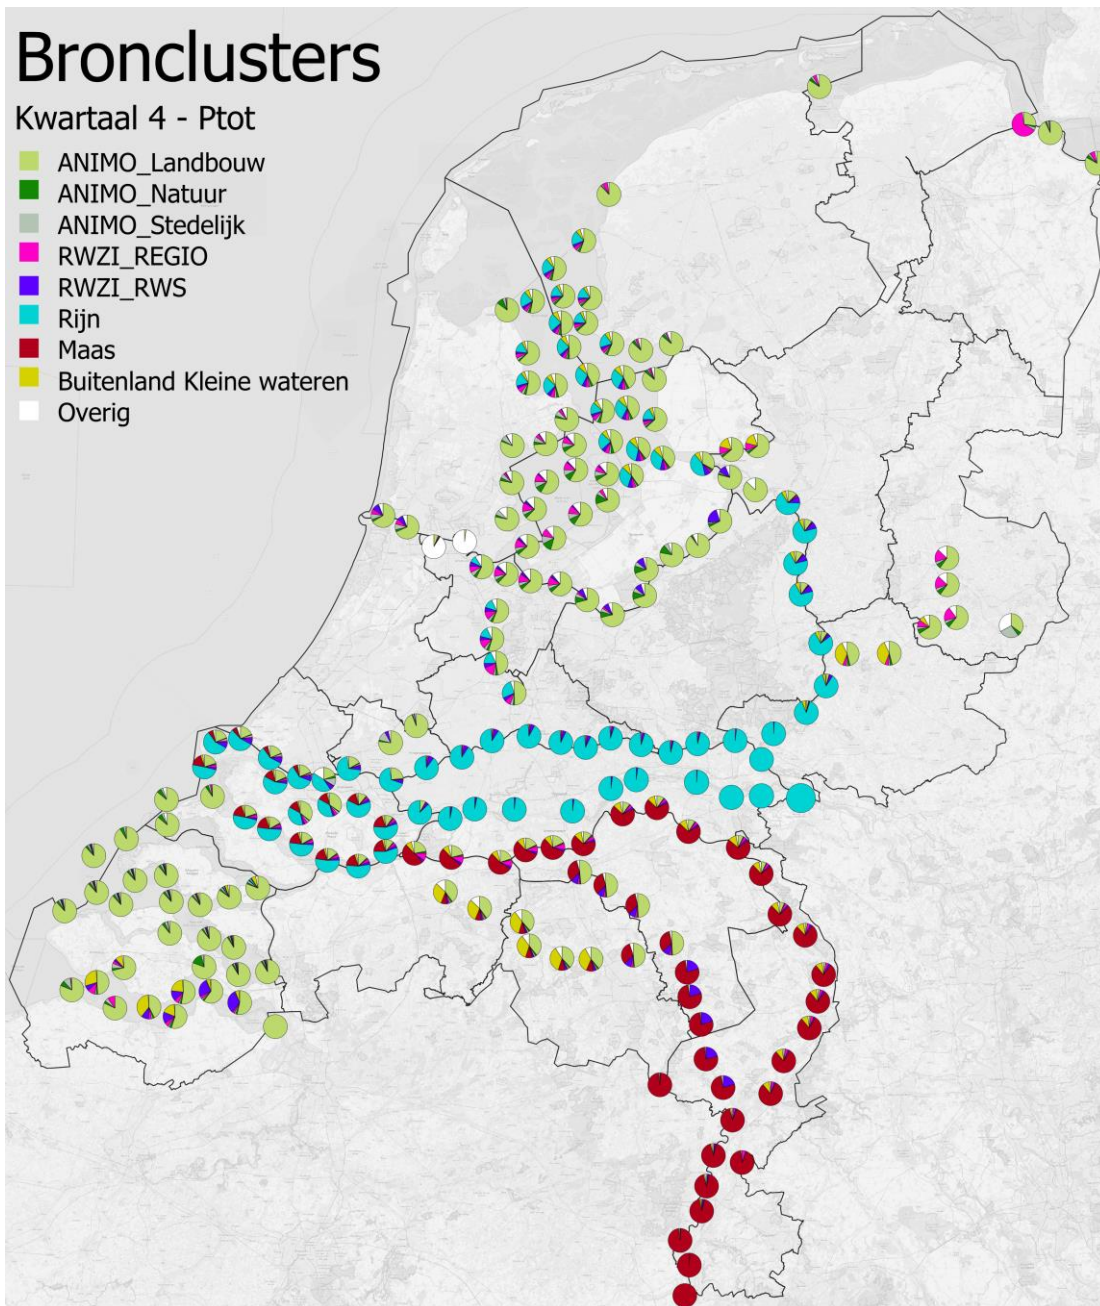 Bronclusters
Kwartaal 4 - Ptot
ANIMO_Landbouw
ANIMO_Natuur
ANIMO_Stedelijk
RWZI_REGIO
RWZI_RWS
Rijn
Maas
Buitenland Kleine wateren
Overig